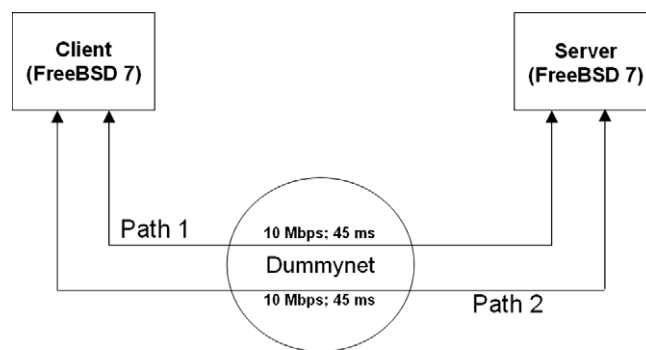 Client
(FreeBSD 7)
Server
(FreeBSD 7)
Path 1
10 Mbps; 45 ms
Dummynet
10 Mbps; 45 ms
Path 2